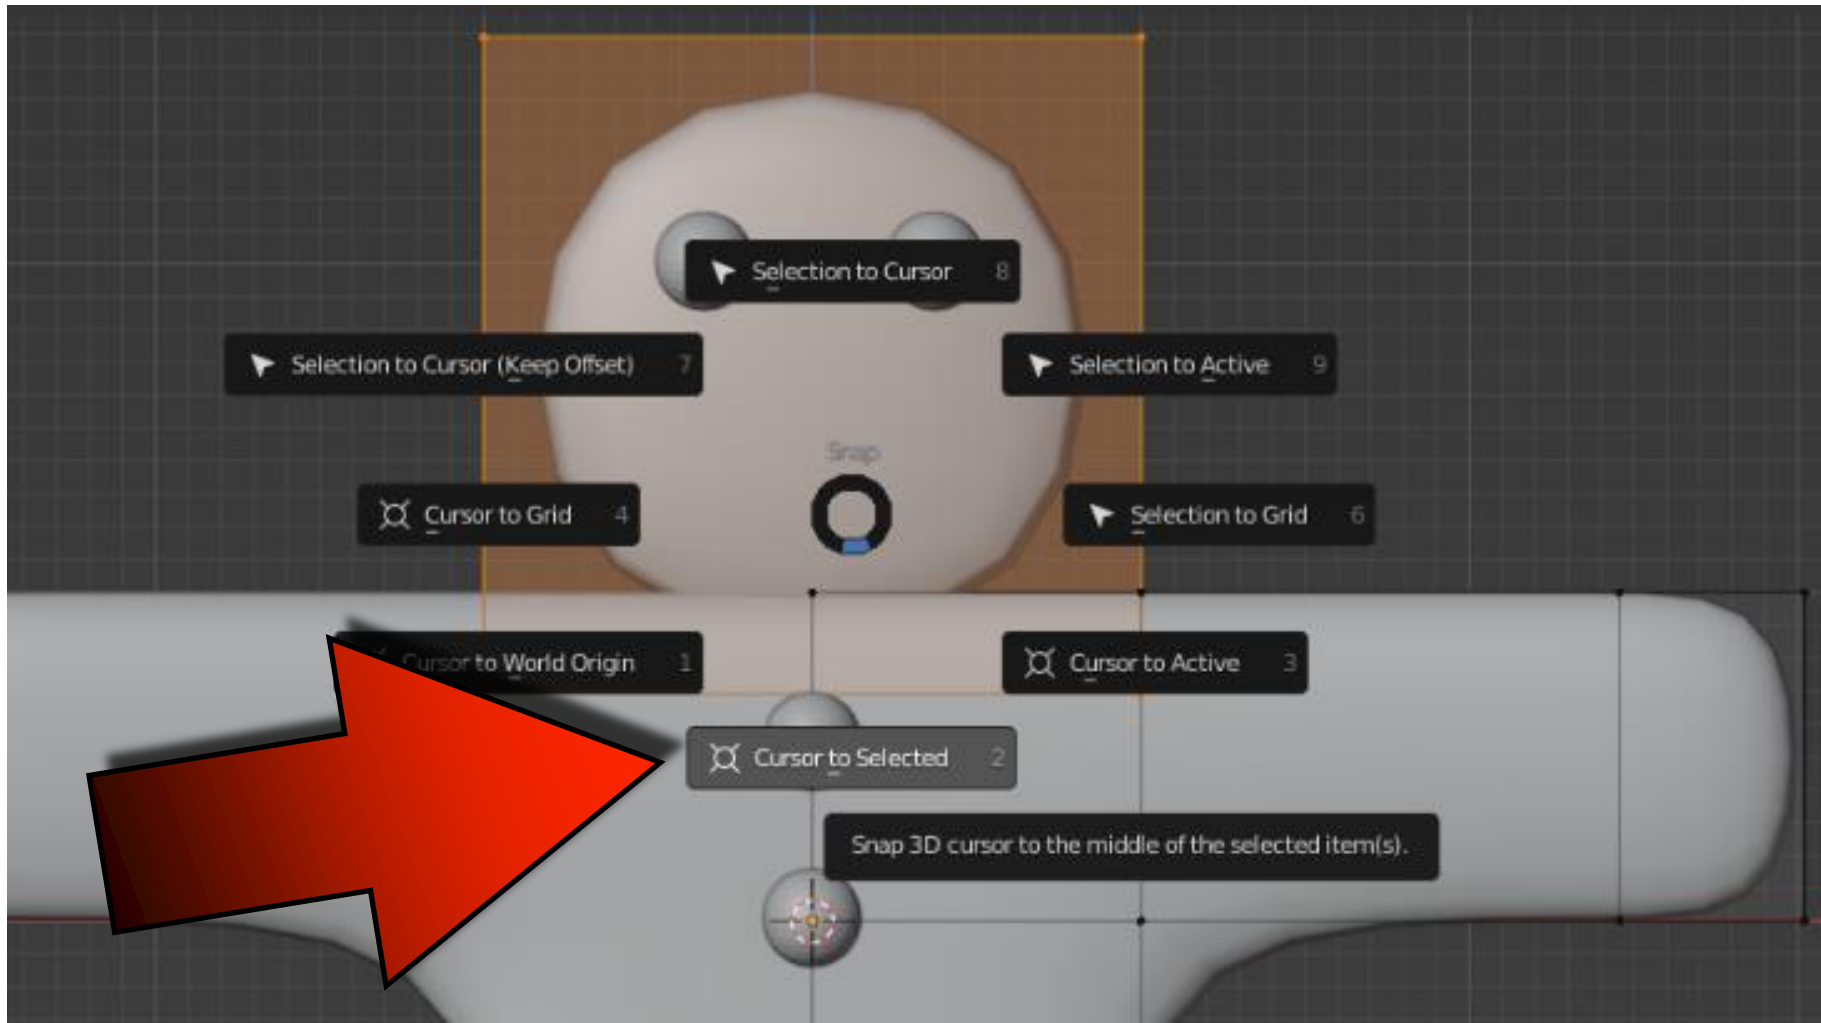 Selection to Cursor 8
Selection to Cursor (Keep Offset) 7
Selection to Active 9
Snap
Cursor to Grid 4
Selection to Grid 6
Cursor to World Origin 1
Cursor to Active 3
Cursor to Selected 2
Snap 3D cursor to the middle of the selected item(s).